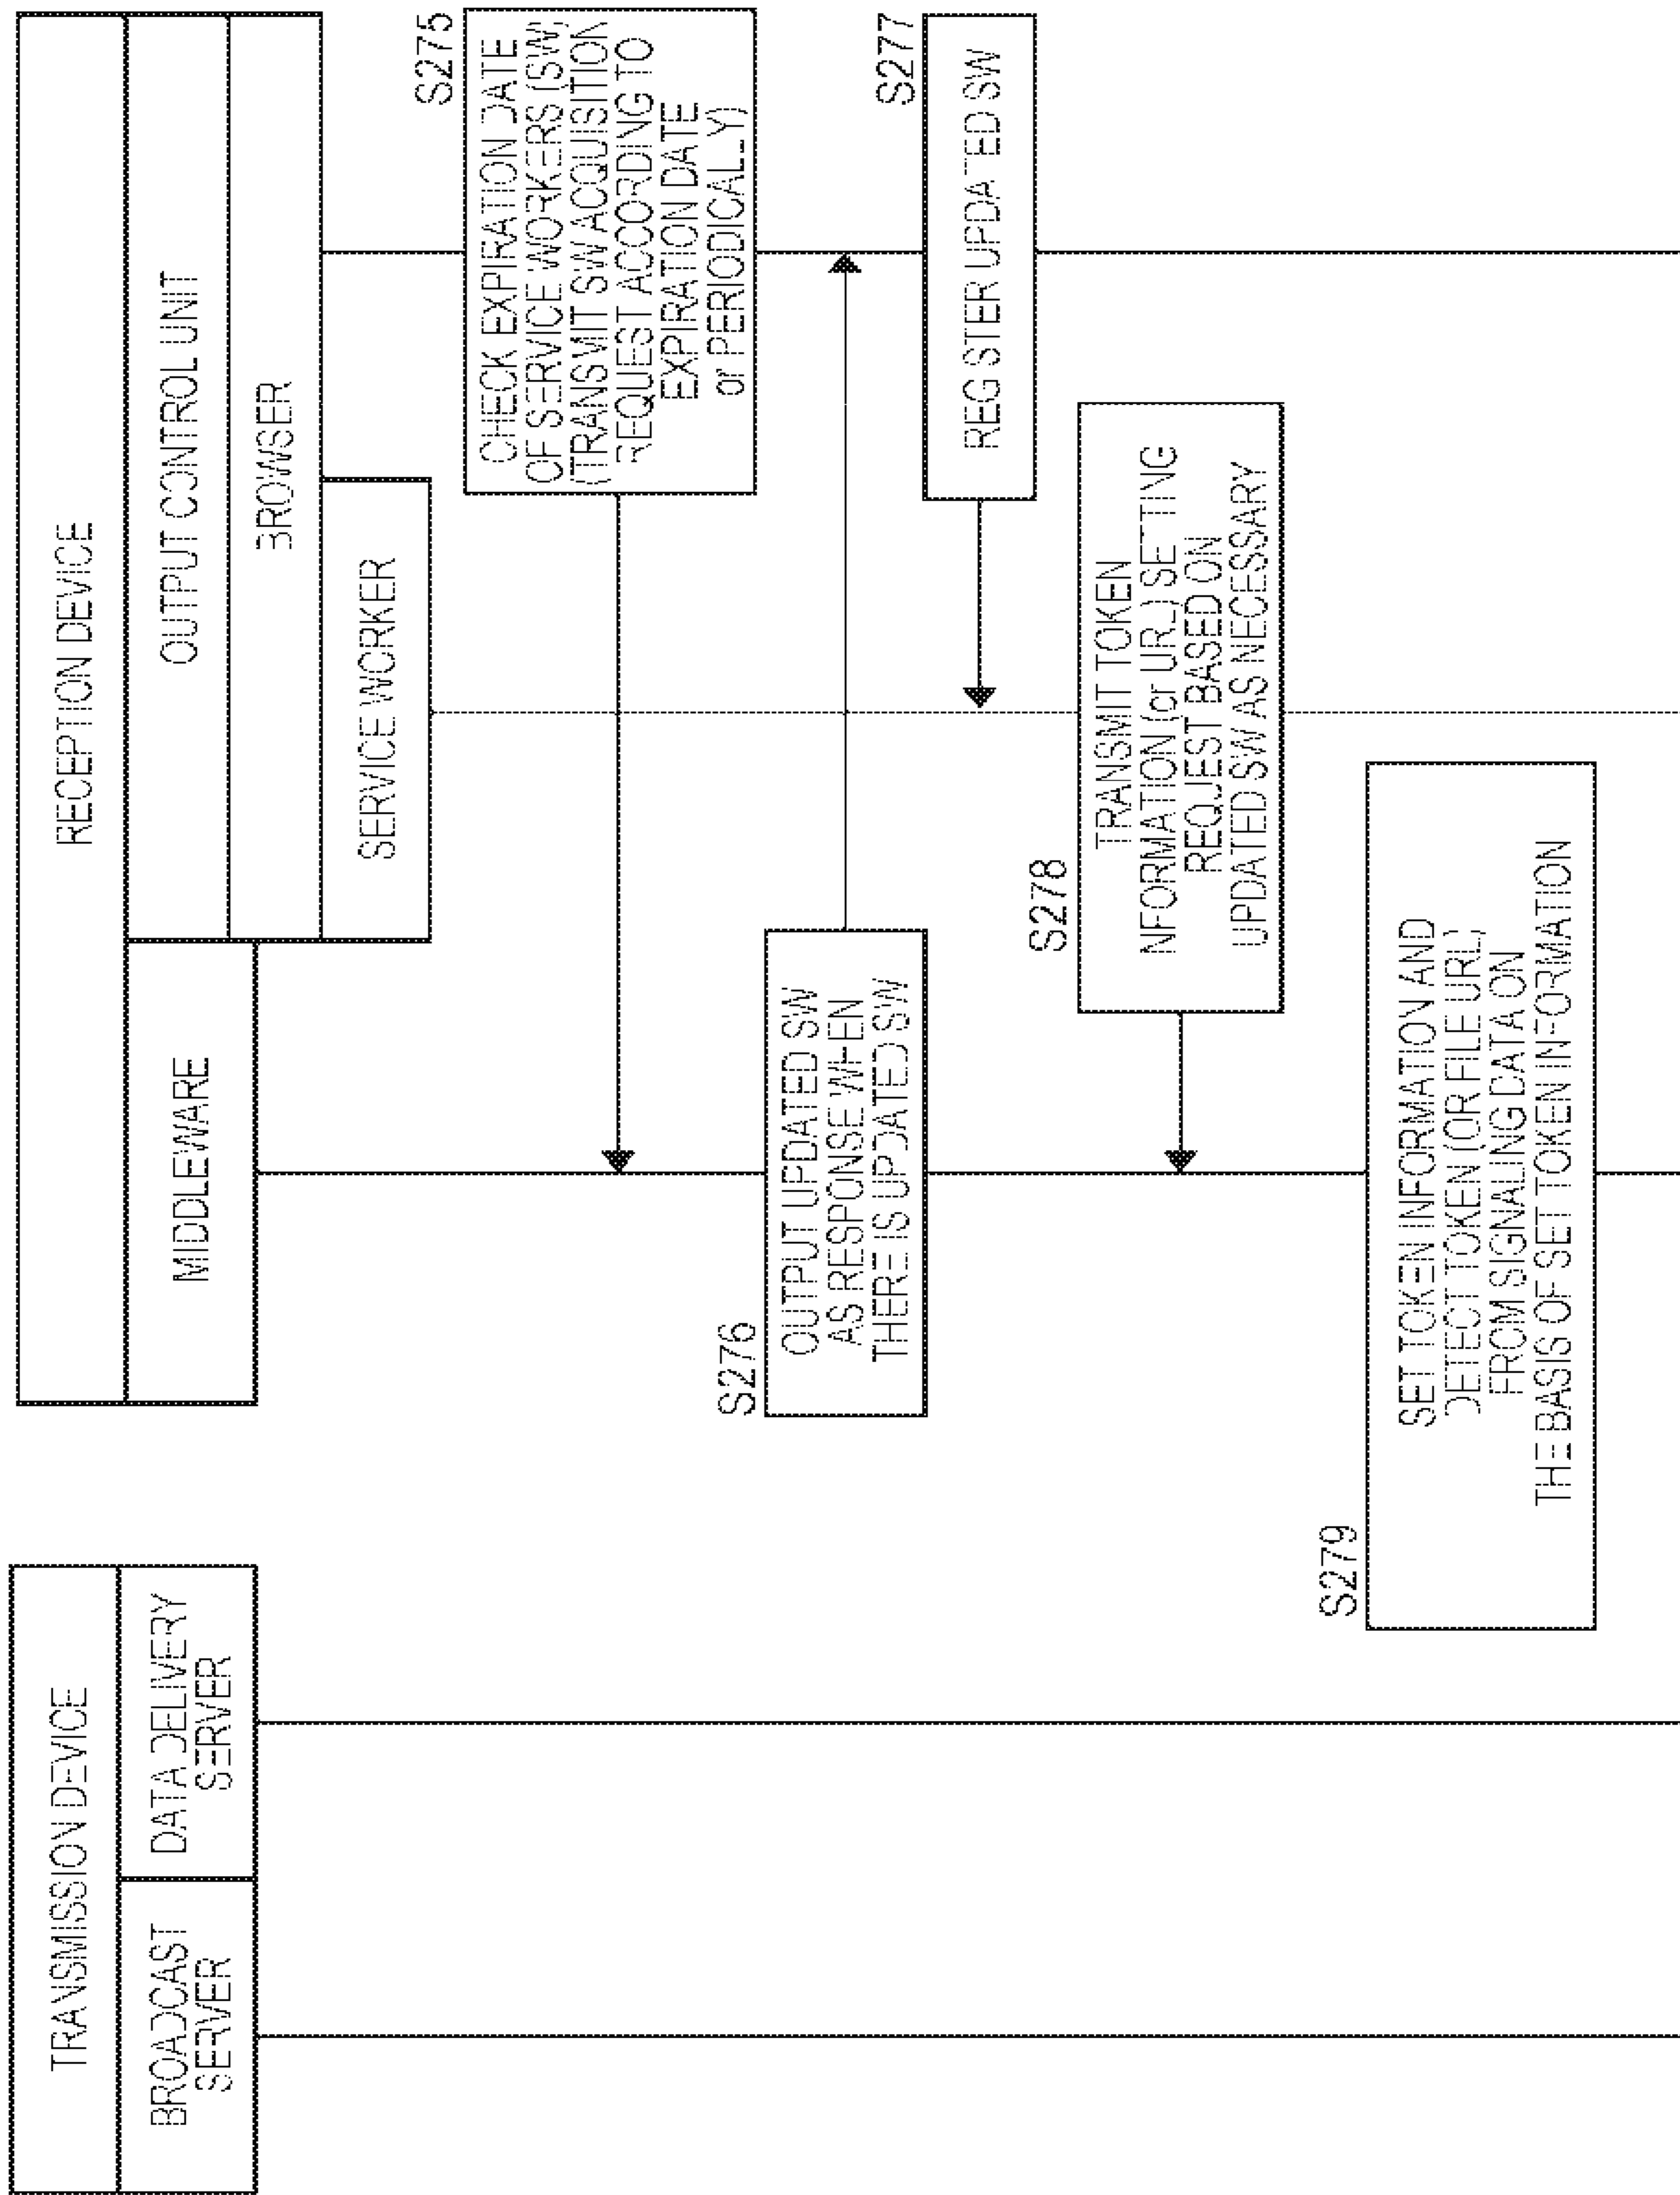 TRANSMISSION DEVICE
BROADCAST
SERVER
DATA DELIVERY
SERVER
RECEPTION DEVICE
MIDDLEWARE
OUTPUT CONTROL UNIT
BROWSER
SERVICE WORKER
S275
CHECK EXPIRATION DATE
OF SERVICE WORKERS (SW)
(TRANSMIT SW ACQUISITION
REQUEST ACCORDING TO
EXPIRATION DATE
or PERIODICALLY)
S276
OUTPUT UPDATED SW
AS RESPONSE WHEN
THERE IS UPDATED SW
S277
REGISTER UPDATED SW
S278
TRANSMIT TOKEN
INFORMATION (or URL) SETTING
REQUEST BASED ON
UPDATED SW AS NECESSARY
S279
SET TOKEN INFORMATION AND
DETECT TOKEN (OR FILE URL)
FROM SIGNALING DATA ON
THE BASIS OF SET TOKEN INFORMATION